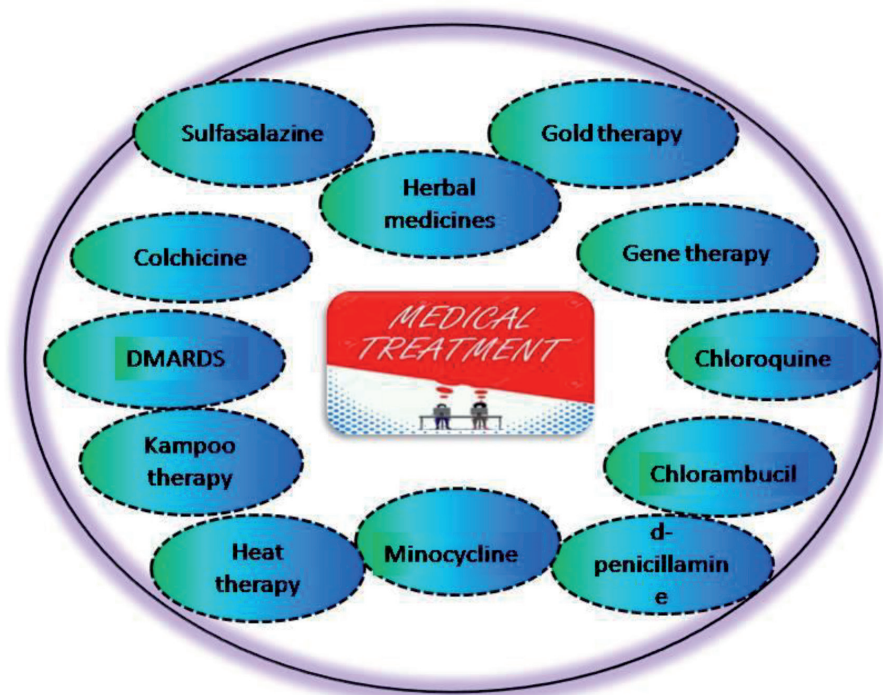 Sulfasalazine
Gold therapy
Herbal
medicines
Colchicine
Gene therapy
MEDICAL
TREATMENT
DMARDS
Chloroquine
Kampoo
therapy
Chlorambucil
Heat
therapy
Minocycline
d-
penicillamin
e